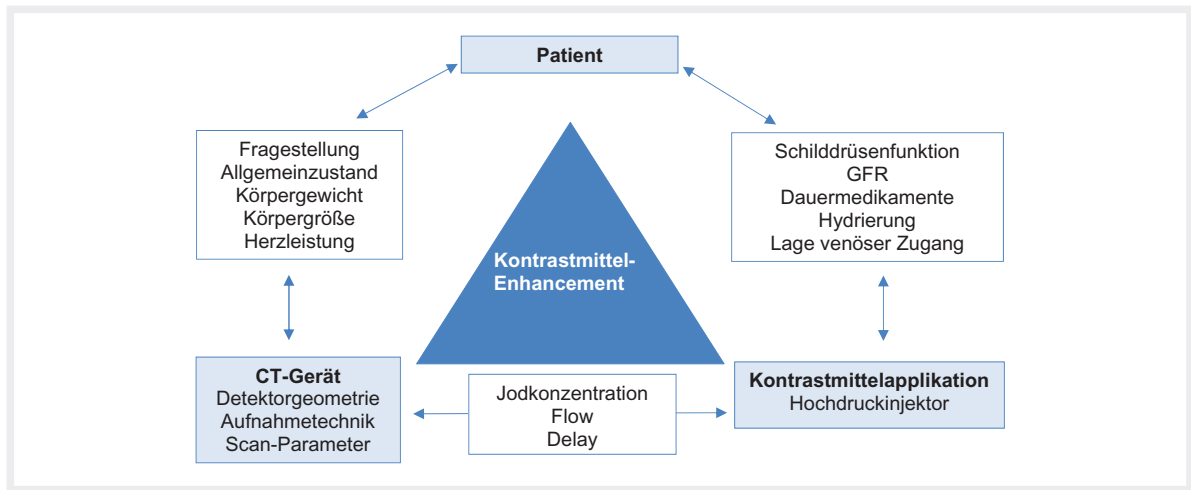 Patient
Fragestellung
Allgemeinzustand
Körpergewicht
Körpergröße
Herzleistung
Schilddrüsenfunktion
GFR
Dauermedikamente
Hydrierung
Lage venöser Zugang
Kontrastmittel-
Enhancement
CT-Gerät
Detektorgeometrie
Aufnahmetechnik
Scan-Parameter
Jodkonzentration
Flow
Delay
Kontrastmittelapplikation
Hochdruckinjektor